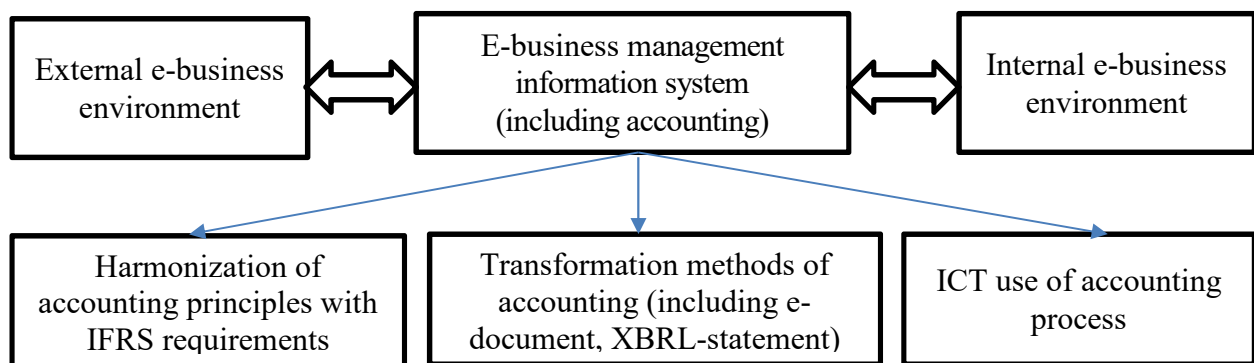 External e-business
environment
E-business management
information system
(including accounting)
Internal e-business
environment
Harmonization of
accounting principles with
IFRS requirements
Transformation methods of
accounting (including e-
document, XBRL-statement)
ICT use of accounting
process